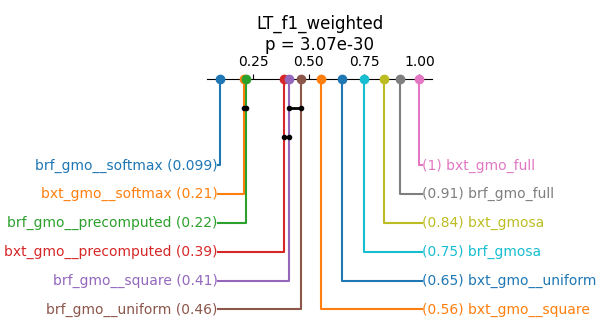 LT_f1_weighted
p = 3.07e-30
0.25 0.50 0.75 1.00
brf_gmo__softmax (0.099) (1) bxt_gmo_full
bxt_gmo__softmax (0.21) (0.91) brf_gmo_full
brf_gmo__precomputed (0.22) (0.84) bxt_gmosa
bxt_gmo__precomputed (0.39) (0.75) brf_gmosa
brf_gmo__square (0.41) (0.65) bxt_gmo__uniform
brf_gmo__uniform (0.46) (0.56) bxt_gmo__square